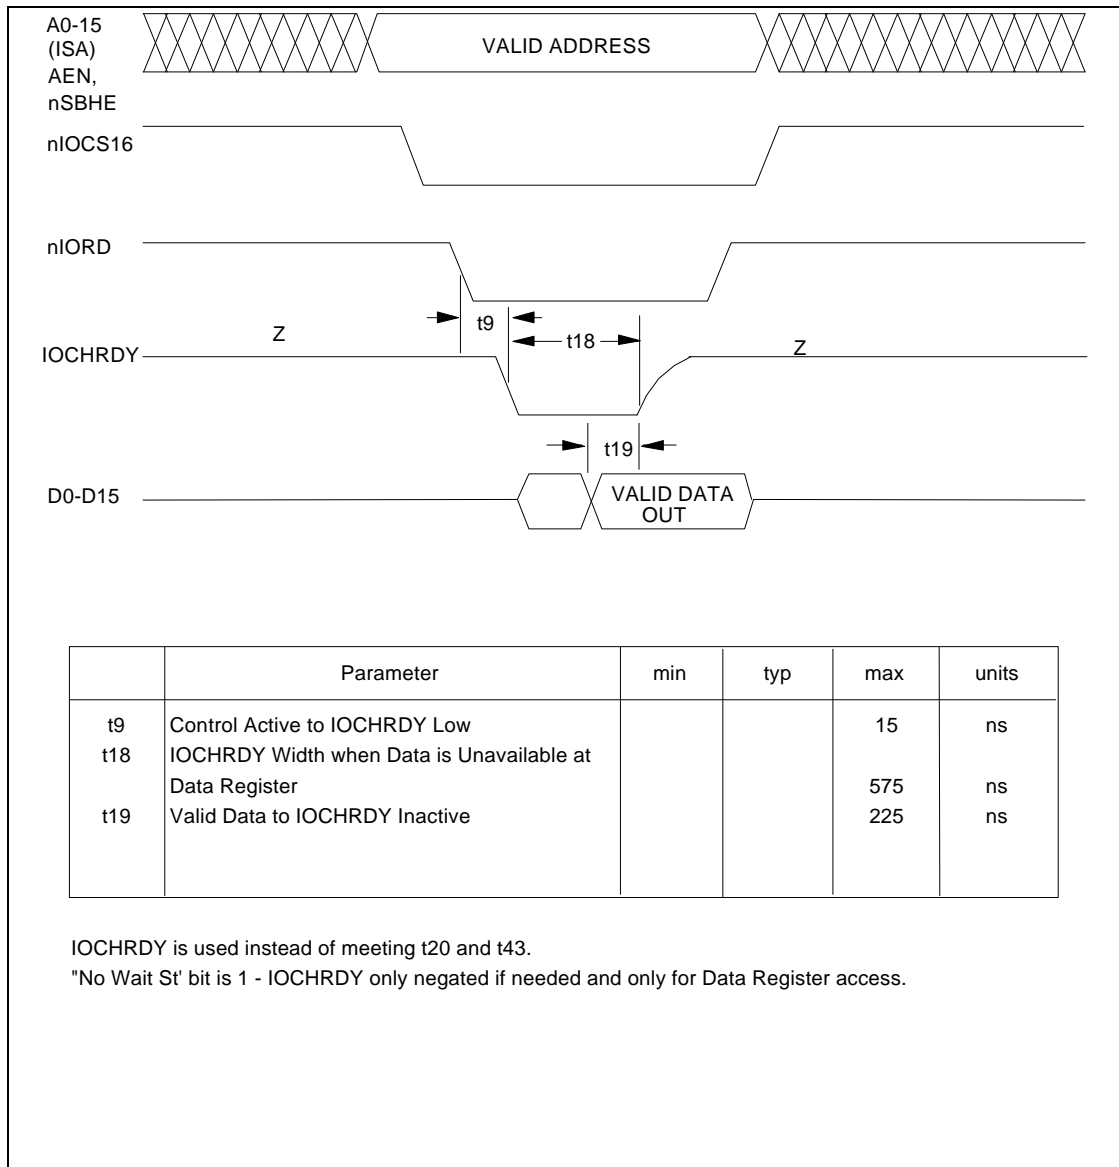 A0-15
(ISA)
AEN,
nSBHE
VALID ADDRESS
nIOCS16
nIORD
t9
Z
t18
IOCHRDY
Z
t19
D0-D15
VALID DATA
OUT
Parameter min typ max units
t9 Control Active to IOCHRDY Low 15 ns
t18 IOCHRDY Width when Data is Unavailable at
Data Register 575 ns
t19 Valid Data to IOCHRDY Inactive 225 ns
IOCHRDY is used instead of meeting t20 and t43.
"No Wait St' bit is 1 - IOCHRDY only negated if needed and only for Data Register access.